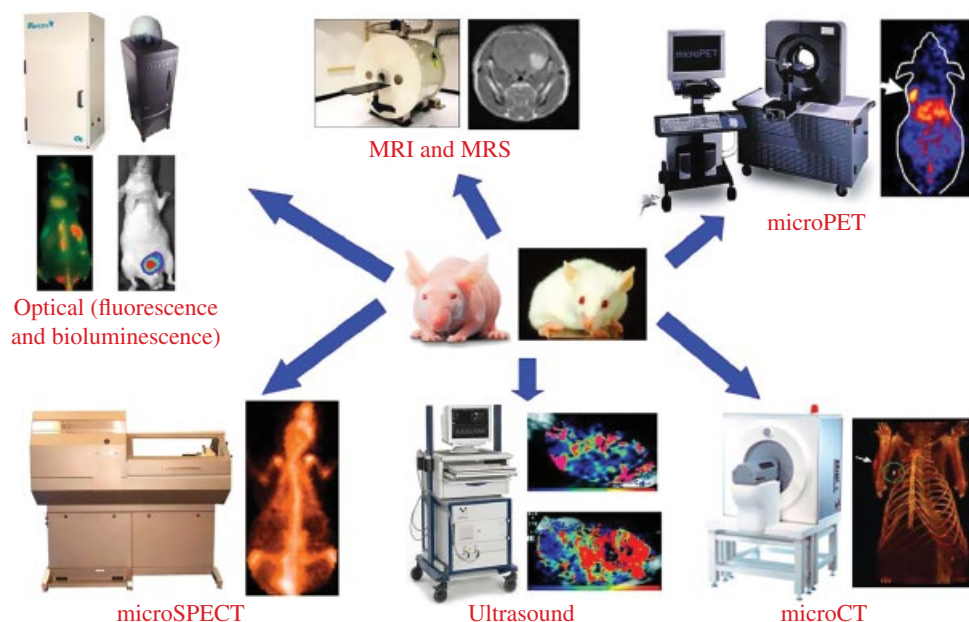 MRI and MRS
microPET
microPET
Optical (fluorescence
and bioluminescence)
microSPECT
Ultrasound
microCT